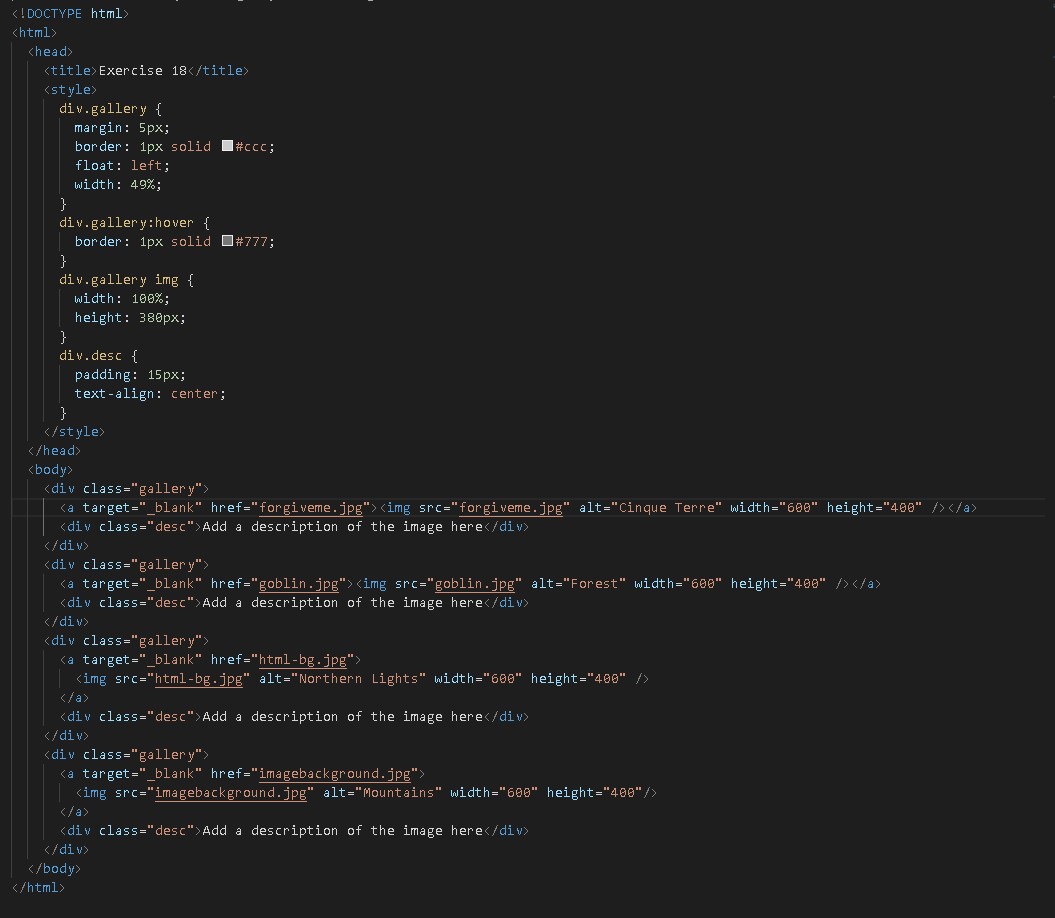 <!DOCTYPE html>
<html>
<head>
<title>Exercise 18</title>
<style>
div.gallery {
margin: 5px;
border: 1px solid #ccc;
float: left;
width: 49%;
}
div.gallery:hover {
border: 1px solid #777;
}
div.gallery img {
width: 100%;
height: 380px;
}
div.desc {
padding: 15px;
text-align: center;
}
</style>
</head>
<body>
<div class="gallery">
<a target="_blank" href="forgiveme.jpg"><img src="forgiveme.jpg" alt="Cinque Terre" width="600" height="400" /></a>
<div class="desc">Add a description of the image here</div>
</div>
<div class="gallery">
<a target="_blank" href="goblin.jpg"><img src="goblin.jpg" alt="Forest" width="600" height="400" /></a>
<div class="desc">Add a description of the image here</div>
</div>
<div class="gallery">
<a target="_blank" href="html-bg.jpg">
<img src="html-bg.jpg" alt="Northern Lights" width="600" height="400" />
</a>
<div class="desc">Add a description of the image here</div>
</div>
<div class="gallery">
<a target="_blank" href="imagebackground.jpg">
<img src="imagebackground.jpg" alt="Mountains" width="600" height="400"/>
</a>
<div class="desc">Add a description of the image here</div>
</div>
</body>
</html>